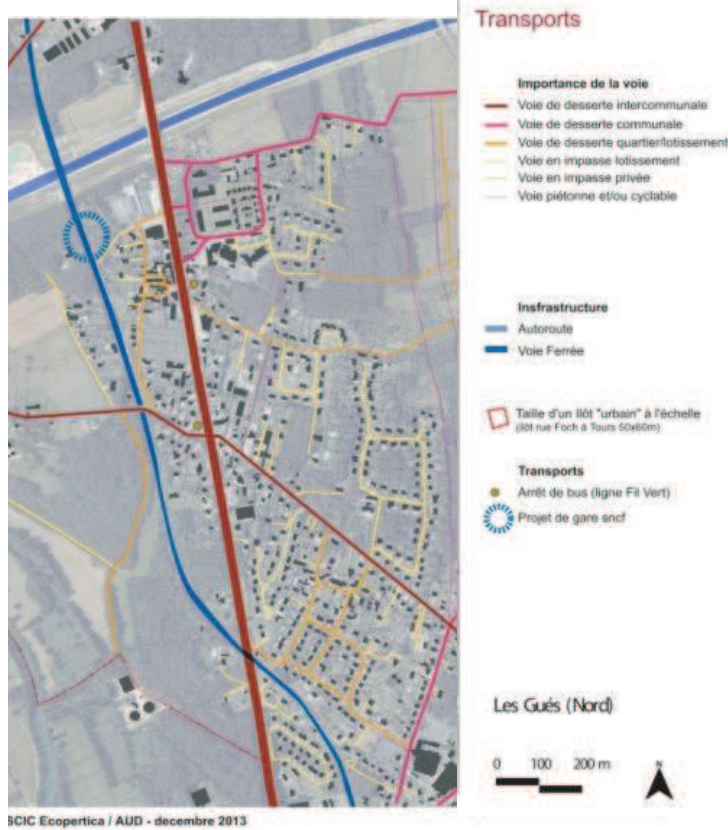 Transports
Importance de la voie
Voie de desserte intercommunale
Voie de desserte communale
Voie de desserte quartier/lotissement
Voie en impasse lotissement
Voie en impasse privée
Voie piétonne et/ou cyclable
Insfrastructure
Autoroute
Voie Ferrée
Taille d'un îlôt "urbain" à l'échelle
(îlôt rue Foch à Tours 50x60m)
Transports
Arrêt de bus (ligne Fil Vert)
Projet de gare sncf
Les Gués (Nord)
0 100 200 m
N
SCIC Ecopertica / AUD - decembre 2013